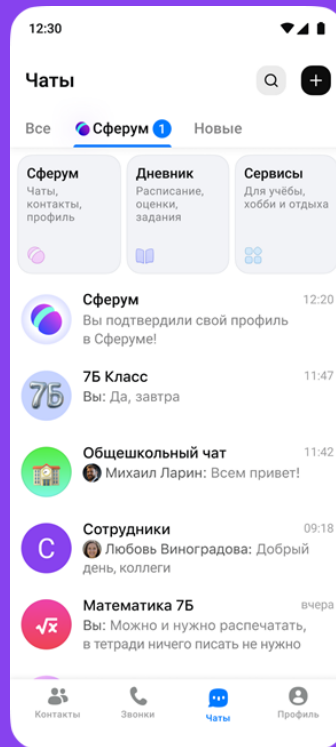 12:30
Чаты
Все
Сферум 1
Новые
Сферум
Чаты,
контакты,
профиль
Дневник
Расписание,
оценки,
задания
Сервисы
Для учёбы,
хобби и отдыха
Сферум 12:20
Вы подтвердили свой профиль
в Сферуме!
7Б Класс 11:47
7Б
Вы: Да, завтра
Общешкольный чат 11:42
Михаил Ларин: Всем привет!
Сотрудники 09:18
С
Любовь Виноградова: Добрый
день, коллеги
Математика 7Б вчера
√x
Вы: Можно и нужно распечатать,
в тетради ничего писать не нужно
Контакты
Звонки
Чаты
Профиль